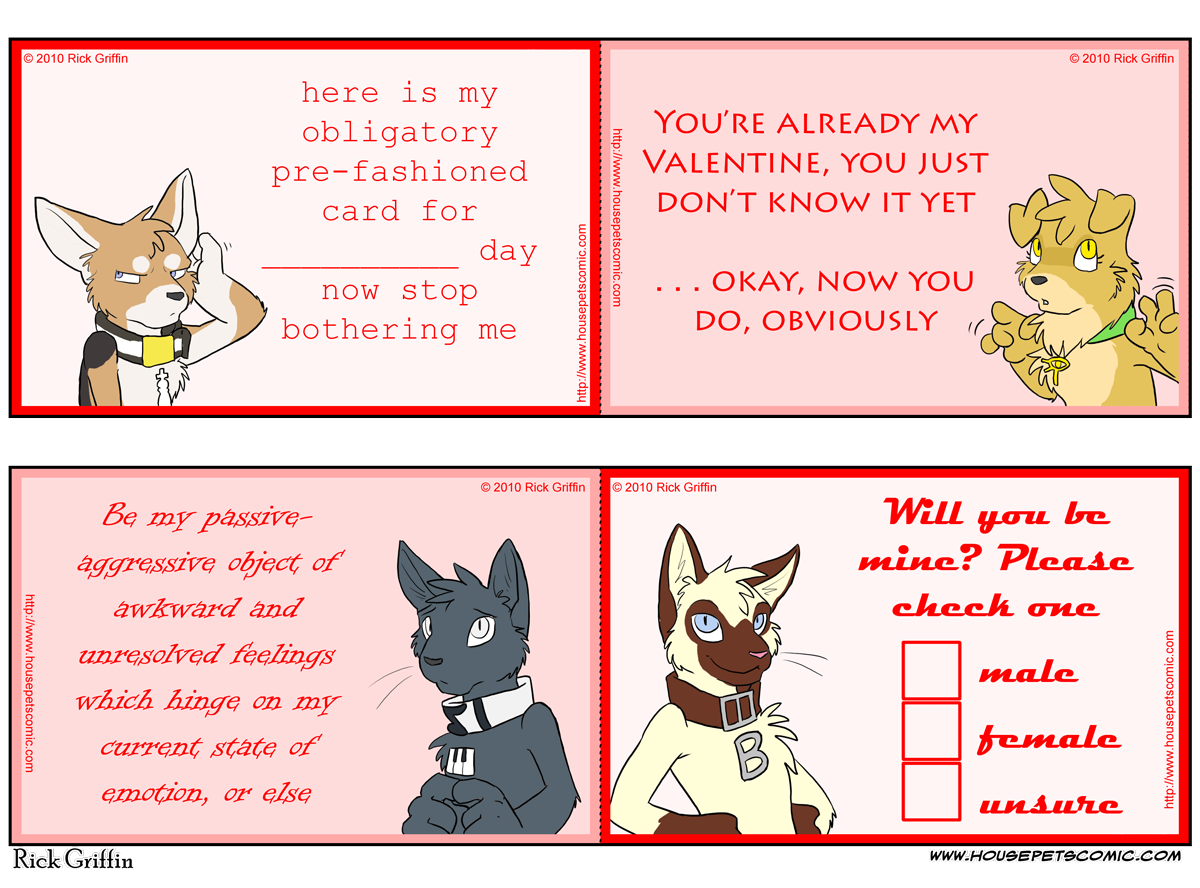 © 2010 Rick Griffin
here is my
obligatory
pre-fashioned
card for
__________ day
now stop
bothering me
http://www.housepetscomic.com
© 2010 Rick Griffin
You're already my
Valentine, you just
don't know it yet
. . . okay, now you
do, obviously
http://www.housepetscomic.com
© 2010 Rick Griffin
Be my passive-
aggressive object of
awkward and
unresolved feelings
which hinge on my
current state of
emotion, or else
http://www.housepetscomic.com
© 2010 Rick Griffin
Will you be
mine? Please
check one
male
female
unsure
B
http://www.housepetscomic.com
Rick Griffin
www.housepetscomic.com